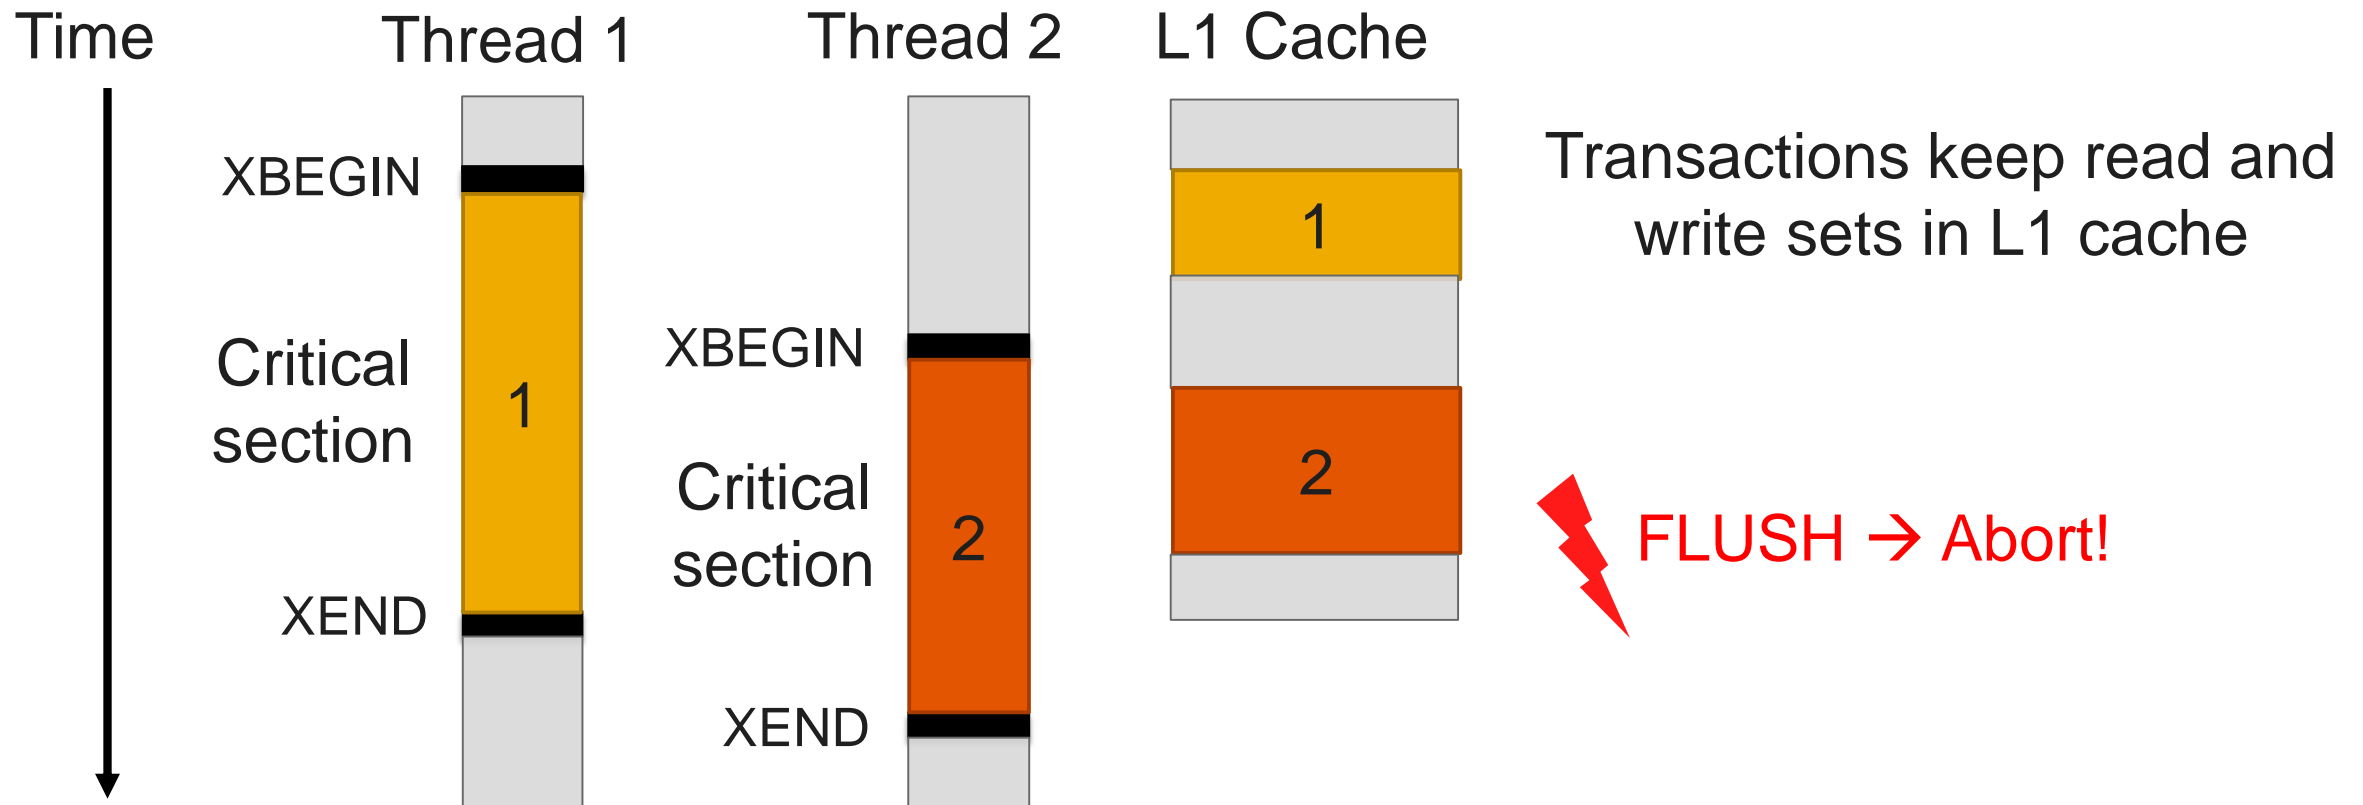 Time
Thread 1
Thread 2
L1 Cache
XBEGIN
1
Critical
section
XEND
XBEGIN
2
Critical
section
XEND
1
2
Transactions keep read and
write sets in L1 cache
FLUSH → Abort!